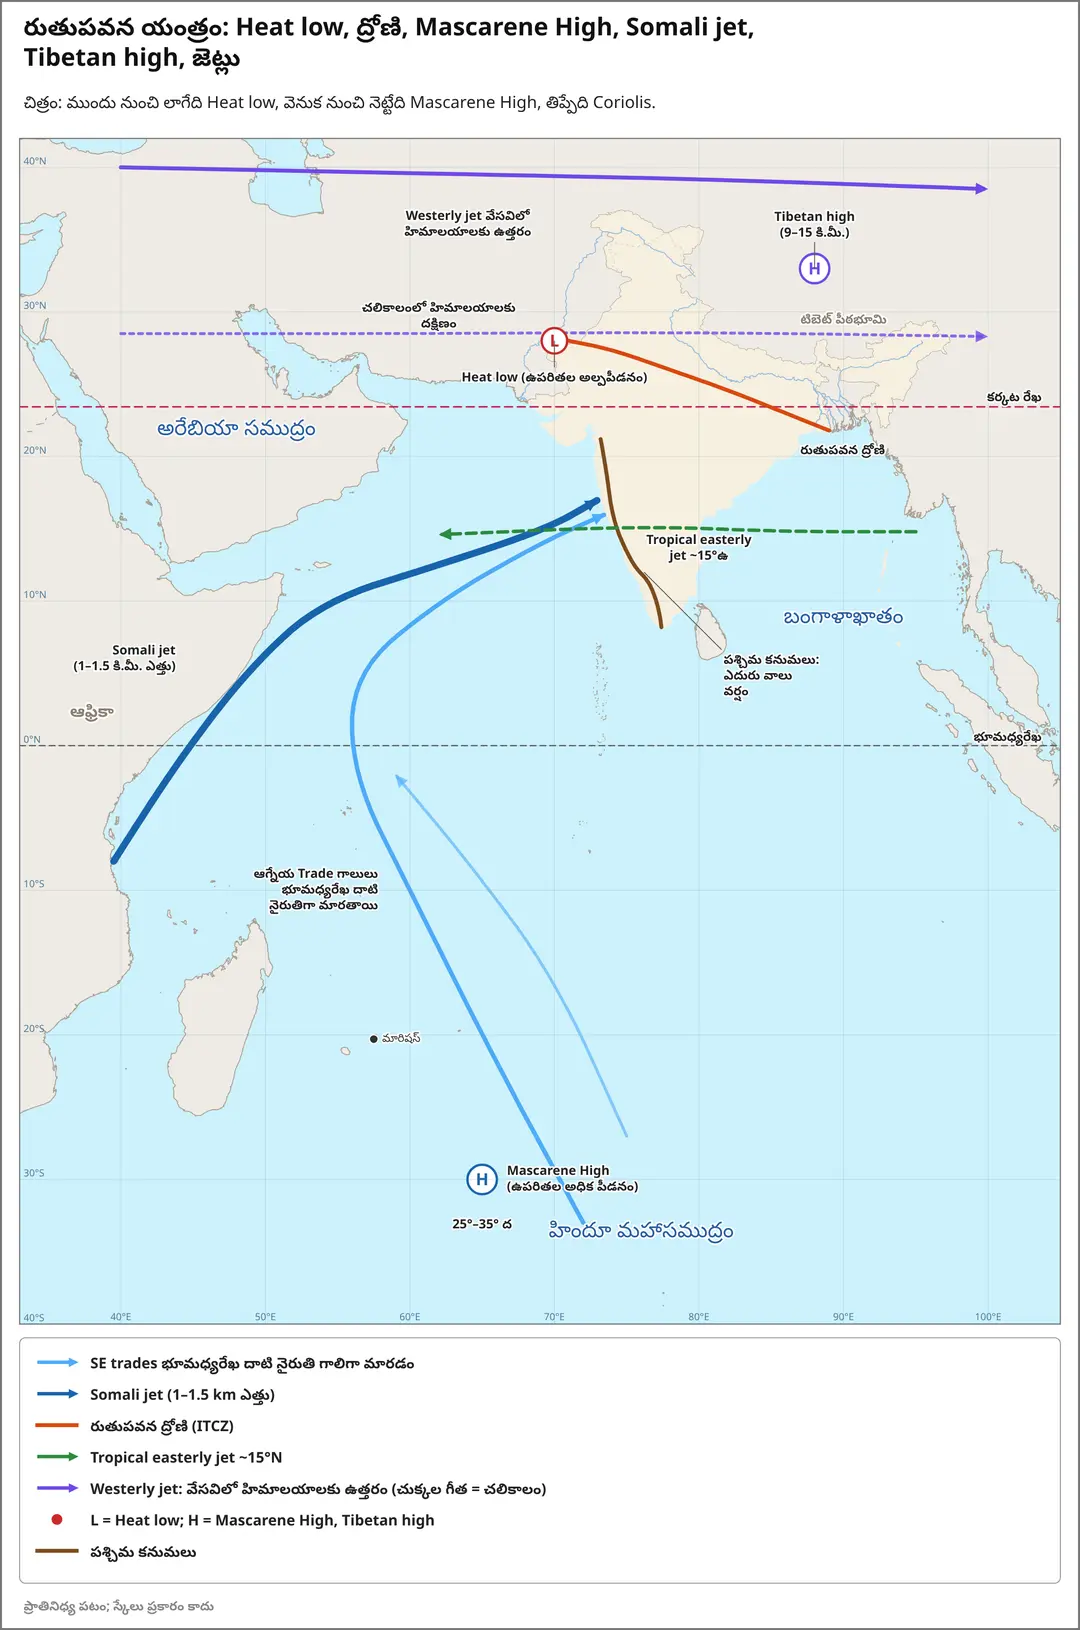 రుతుపవన యంత్రం: Heat low, ద్రోణి, Mascarene High, Somali jet,
Tibetan high, జెట్లు
చిత్రం: ముందు నుంచి లాగేది Heat low, వెనుక నుంచి నెట్టేది Mascarene High, తిప్పేది Coriolis.
40°N
Westerly jet వేసవిలో
హిమాలయాలకు ఉత్తరం
Tibetan high
(9–15 కి.మీ.)
H
30°N
చలికాలంలో హిమాలయాలకు
దక్షిణం
టిబెట్ పీఠభూమి
L
Heat low (ఉపరితల అల్పపీడనం)
కర్కట రేఖ
అరేబియా సముద్రం
రుతుపవన ద్రోణి
20°N
Tropical easterly
jet ~15°ఉ
10°N
బంగాళాఖాతం
Somali jet
(1–1.5 కి.మీ. ఎత్తు)
పశ్చిమ కనుమలు:
ఎదురు వాలు
వర్షం
ఆఫ్రికా
0°N
భూమధ్యరేఖ
ఆగ్నేయ Trade గాలులు
భూమధ్యరేఖ దాటి
నైరుతిగా మారతాయి
10°S
20°S
మారిషస్
30°S
H
Mascarene High
(ఉపరితల అధిక పీడనం)
25°–35° ద
హిందూ మహాసముద్రం
40°S
40°E
50°E
60°E
70°E
80°E
90°E
100°E
SE trades భూమధ్యరేఖ దాటి నైరుతి గాలిగా మారడం
Somali jet (1–1.5 km ఎత్తు)
రుతుపవన ద్రోణి (ITCZ)
Tropical easterly jet ~15°N
Westerly jet: వేసవిలో హిమాలయాలకు ఉత్తరం (చుక్కల గీత = చలికాలం)
L = Heat low; H = Mascarene High, Tibetan high
పశ్చిమ కనుమలు
ప్రాతినిధ్య పటం; స్కేలు ప్రకారం కాదు